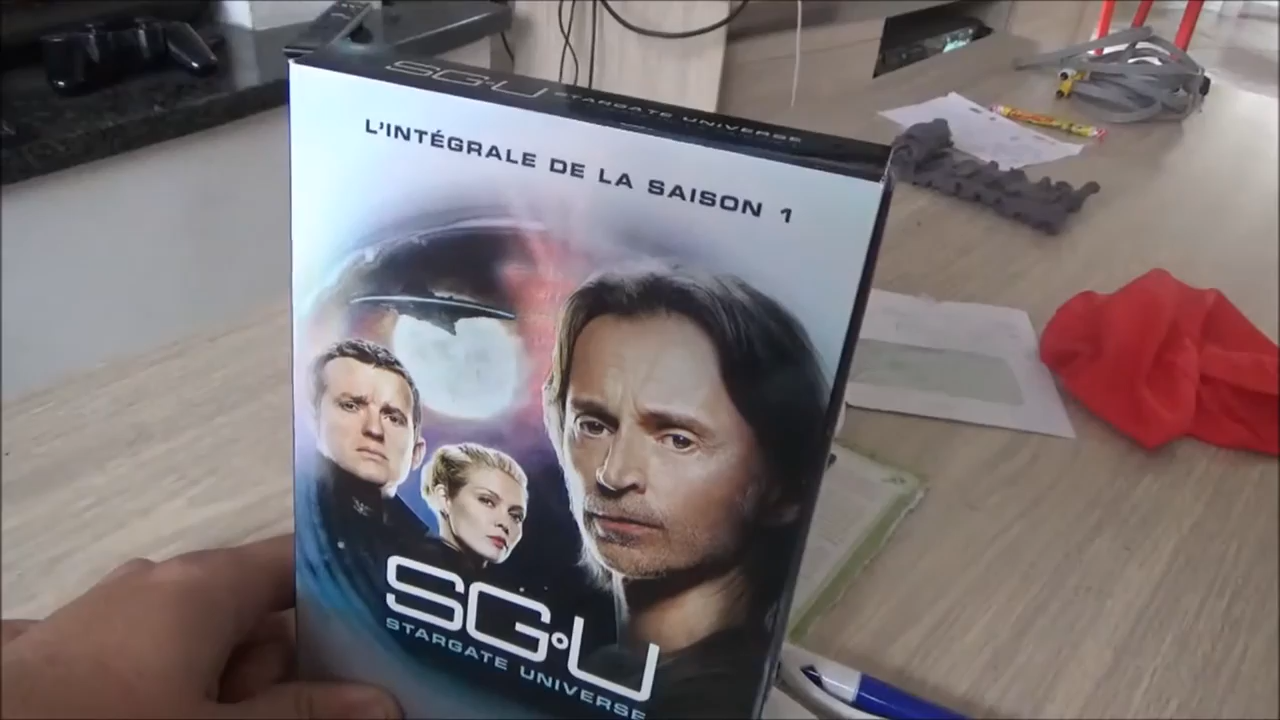 SG·U STARGATE UNIVERSE
L'INTÉGRALE DE LA SAISON 1
SG·U
STARGATE UNIVERSE